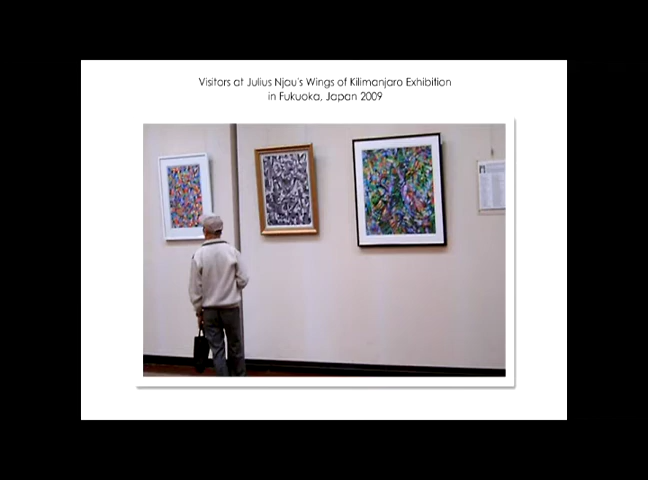 Visitors at Julius Njau's Wings of Kilimanjaro Exhibition
in Fukuoka, Japan 2009